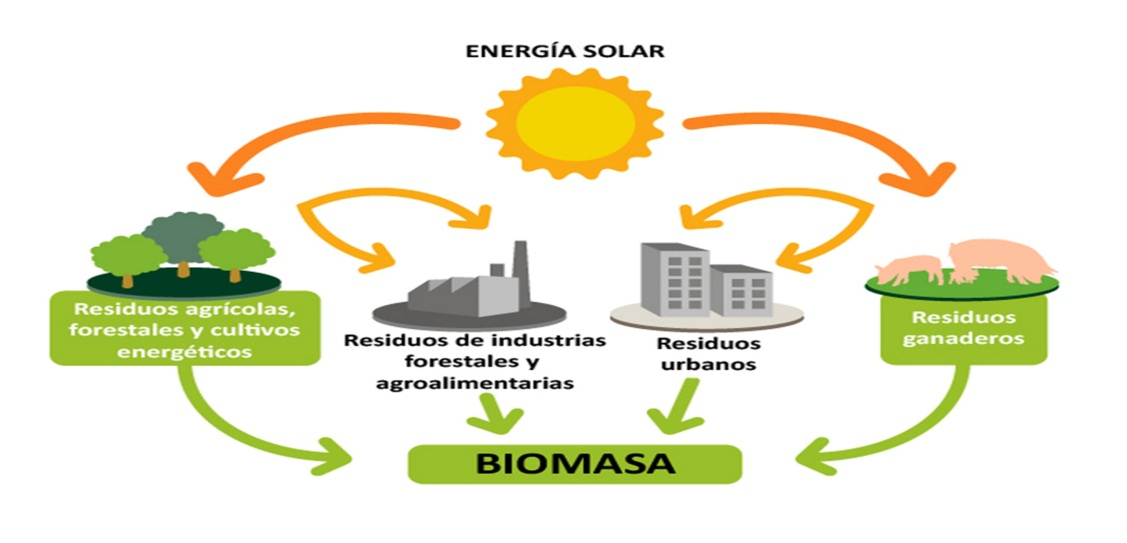 ENERGÍA SOLAR
Residuos agrícolas,
forestales y cultivos
energéticos
Residuos de industrias
forestales y
agroalimentarias
Residuos
urbanos
Residuos
ganaderos
BIOMASA